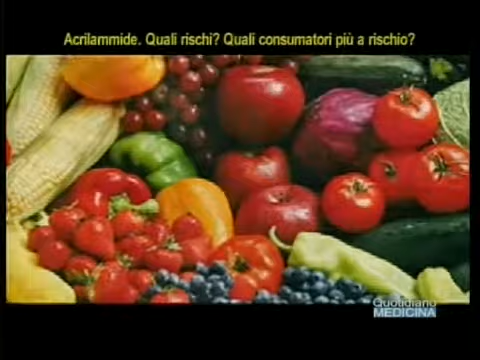 Acrilammide. Quali rischi? Quali consumatori più a rischio?
Quotidiano
MEDICINA